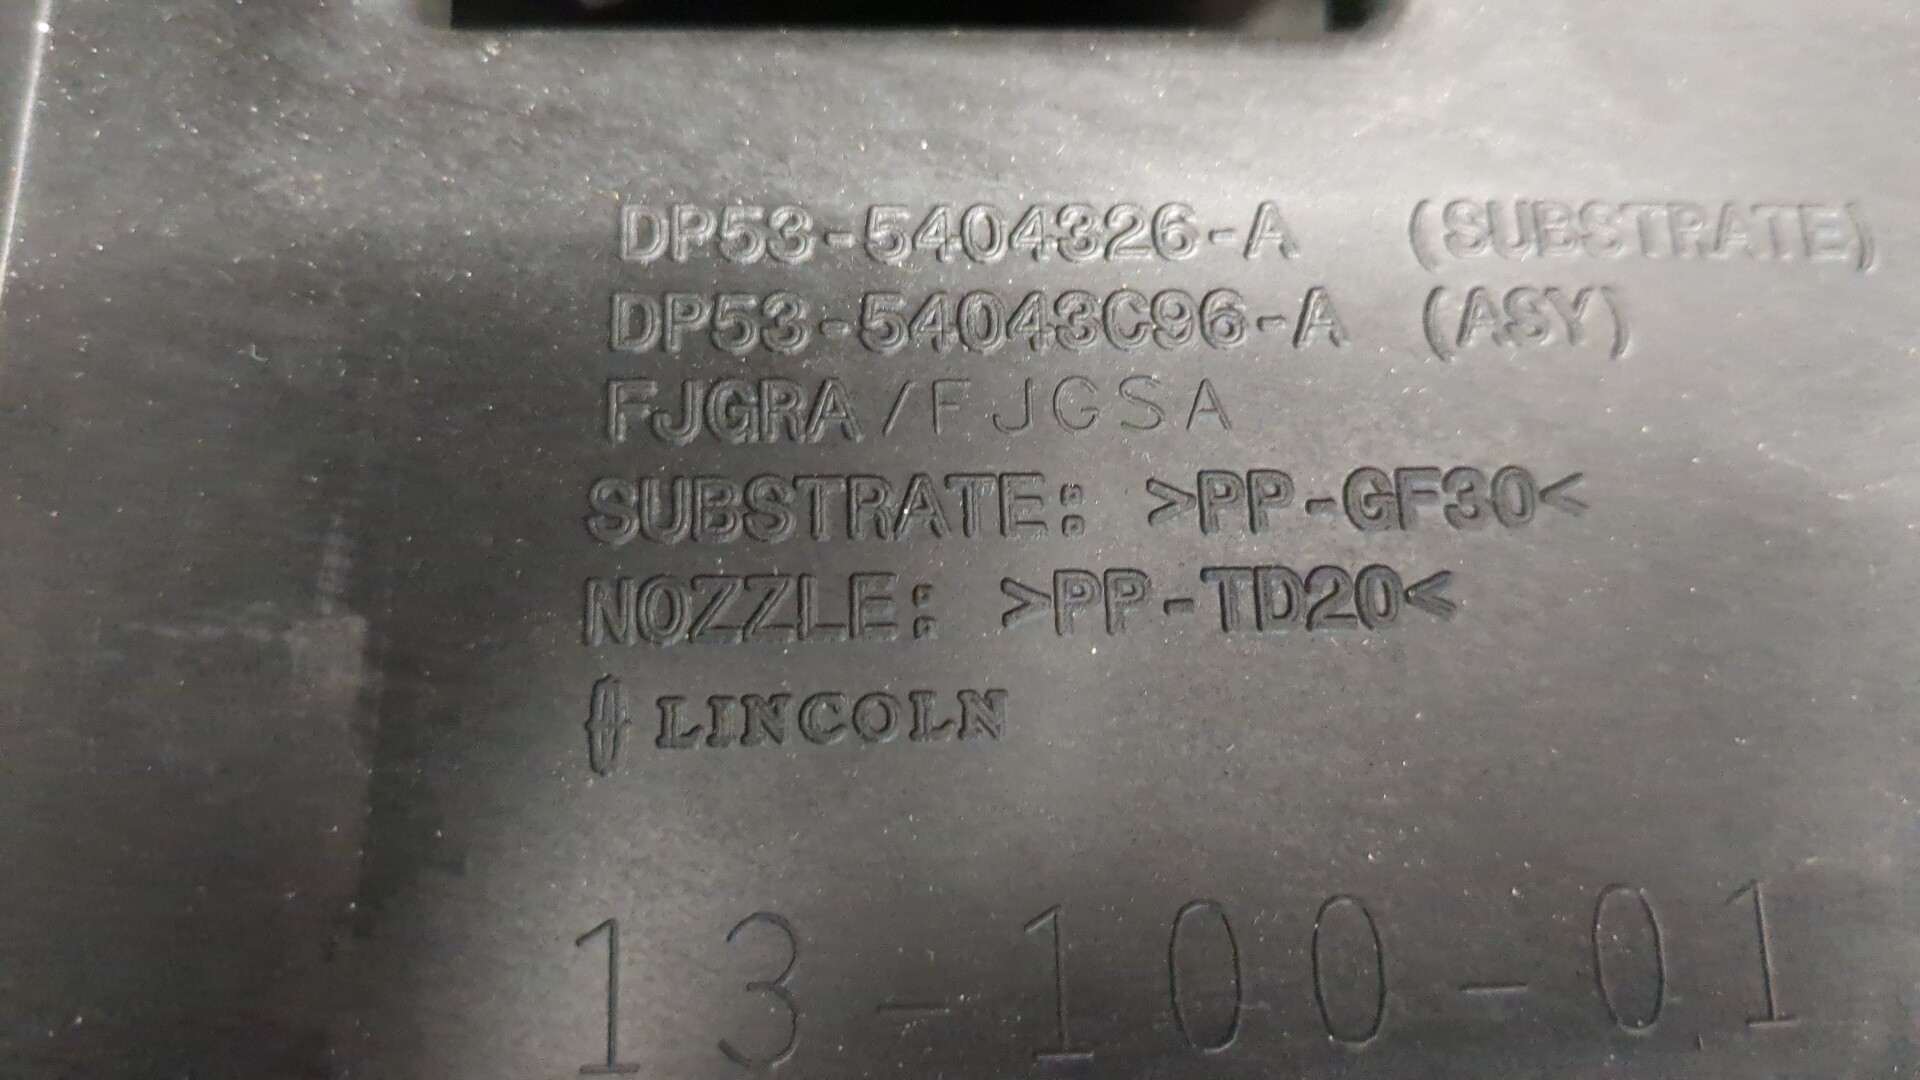 DP53-5404326-A (SUBSTRATE)
DP53-54043C96-A (ASY)
FJGRA/FJGSA
SUBSTRATE: >PP-GF30<
NOZZLE: >PP-TD20<
LINCOLN
13-100-01